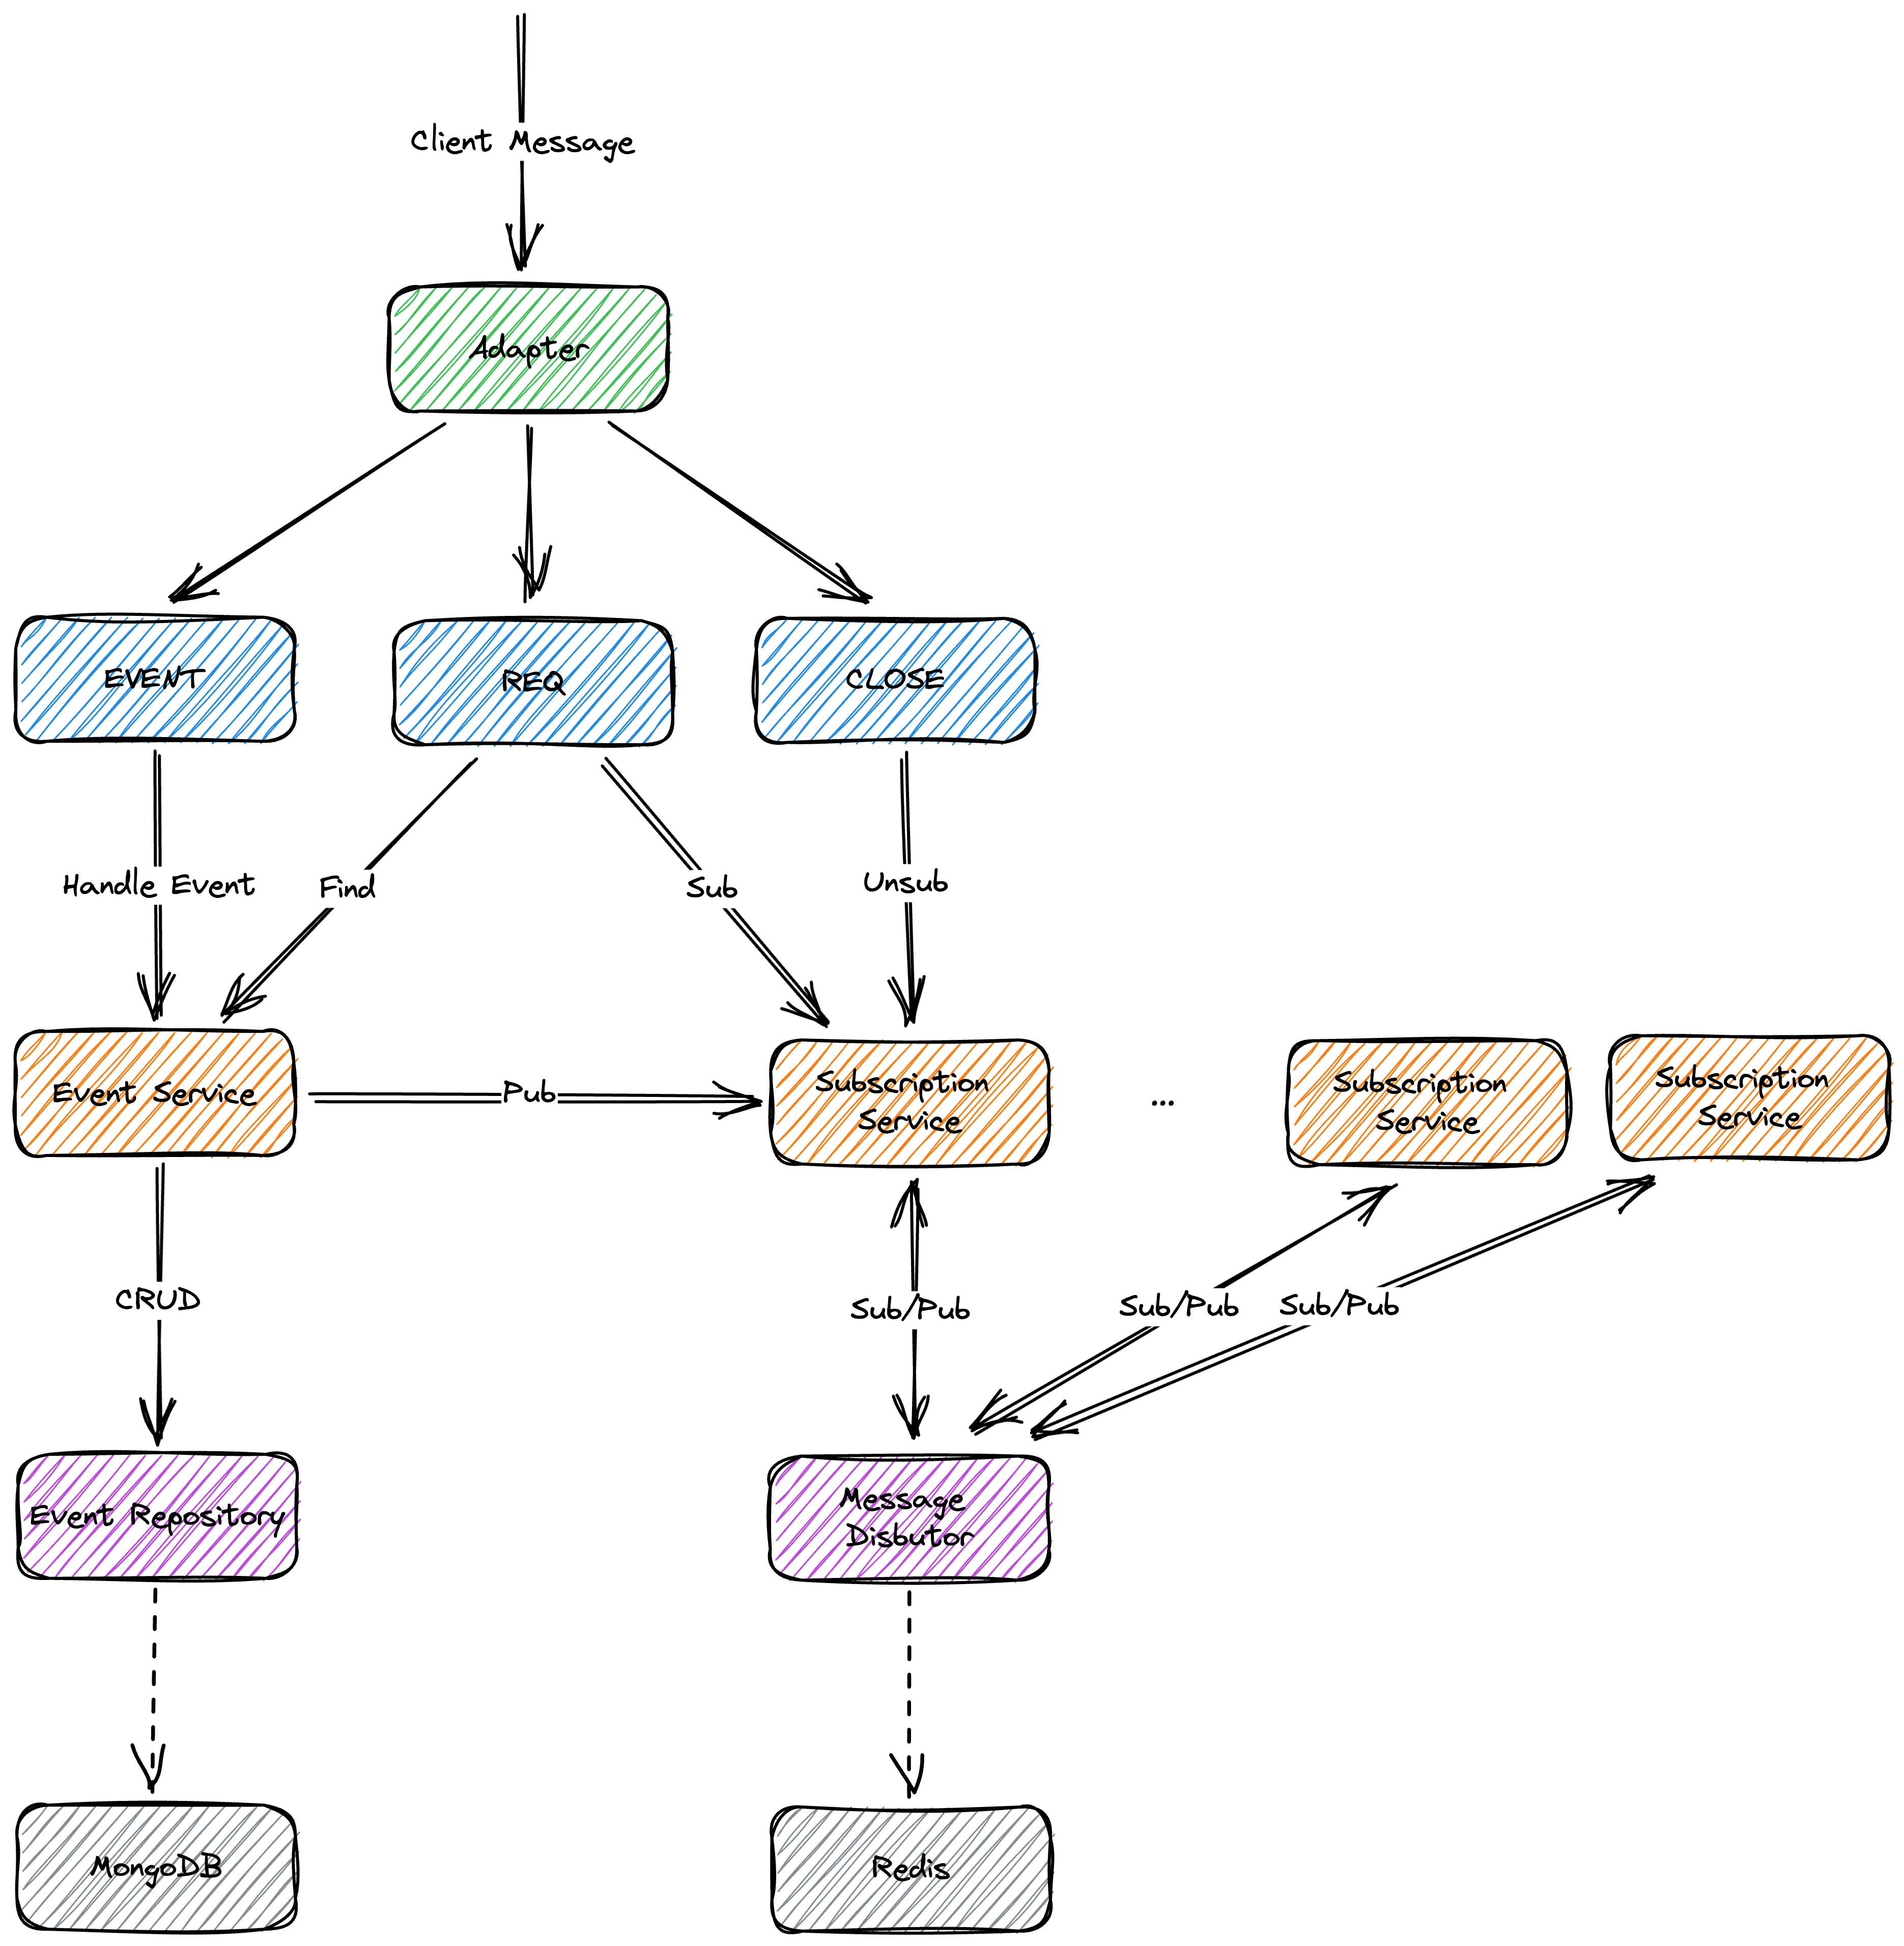 Client Message
Adapter
EVENT
REQ
CLOSE
Handle Event
Find
Sub
Unsub
Event Service
Pub
Subscription
Service
...
Subscription
Service
Subscription
Service
CRUD
Sub/Pub
Sub/Pub
Sub/Pub
Event Repository
Message
Disbutor
MongoDB
Redis